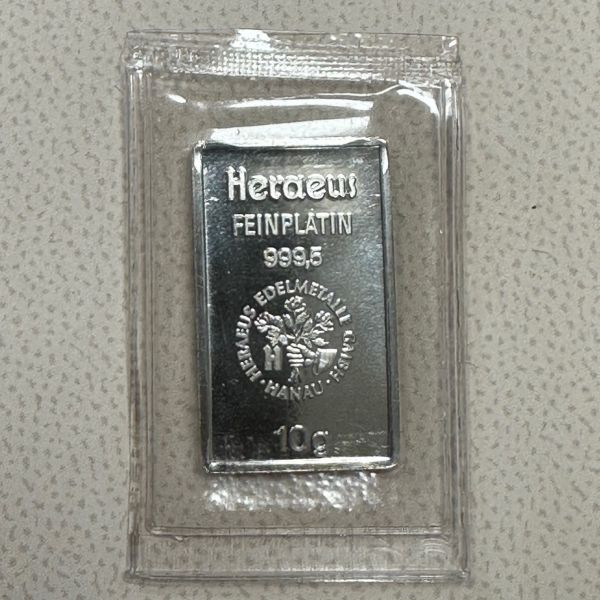 Heraeus
FEINPLATIN
999,5
HERAEUS EDELMETALLE GMBH
· HANAU ·
H
10g